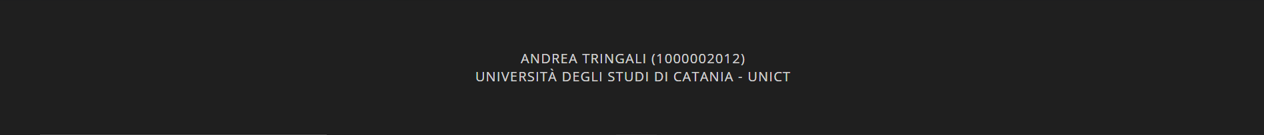 ANDREA TRINGALI (1000002012)
UNIVERSITÀ DEGLI STUDI DI CATANIA - UNICT